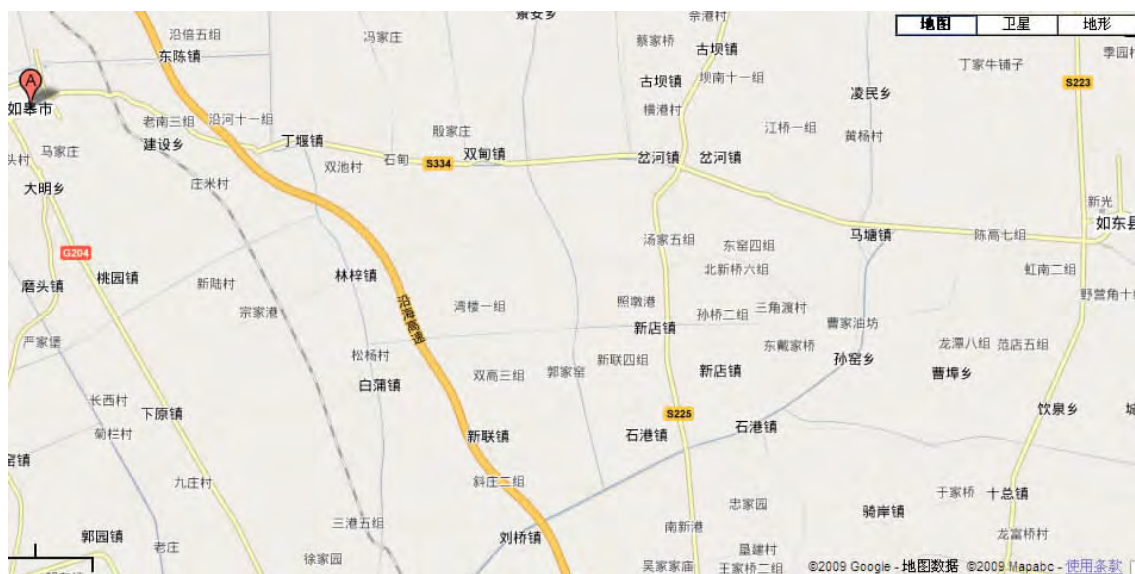 景安乡
余港村
地图
卫星
地形
沿倍五组
冯家庄
蔡家桥
古坝镇
季园村
东陈镇
丁家牛铺子
古坝镇
坝南十一组
S223
A
凌民乡
如皋市
横港村
老南三组
沿河十一组
殷家庄
江桥一组
黄杨村
建设乡
丁堰镇
石甸
双甸镇
岔河镇
岔河镇
马家庄
双池村
S334
头村
庄米村
大明乡
新光
如东县
汤家五组
东窑四组
马塘镇
陈高七组
G204
北新桥六组
虹南二组
桃园镇
新陆村
林梓镇
磨头镇
照墩港
三角渡村
野营角十
沿海高速
湾楼一组
宗家港
孙桥二组
曹家油坊
新店镇
严家堡
东戴家桥
龙潭八组
范店五组
松杨村
新联四组
孙窑乡
白蒲镇
双高三组
郭家窑
新店镇
曹埠乡
长西村
下原镇
S225
饮泉乡
菊栏村
新联镇
石港镇
石港镇
窑镇
九庄村
斜庄二组
于家桥
十总镇
忠家园
三港五组
骑岸镇
郭园镇
刘桥镇
南新港
龙富桥村
老庄
徐家园
垦建村
吴家家庙
王家桥二组
©2009 Google - 地图数据 ©2009 Mapabc - 使用条款